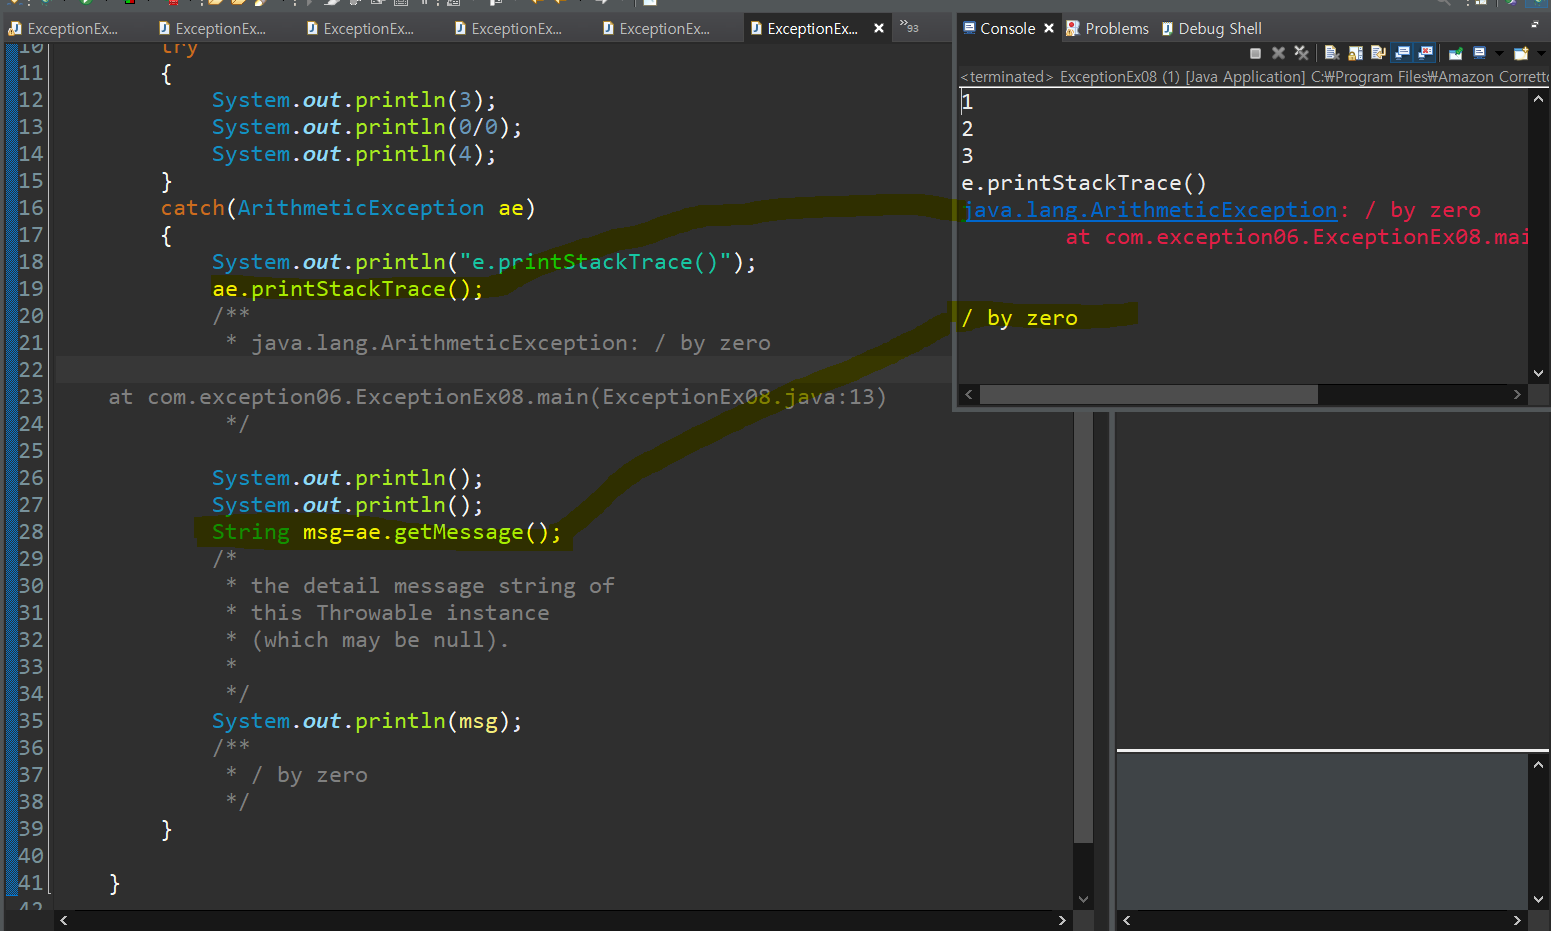 ExceptionEx... ExceptionEx... ExceptionEx... ExceptionEx... ExceptionEx... ExceptionEx... × »93
10 try
11 {
12 System.out.println(3);
13 System.out.println(0/0);
14 System.out.println(4);
15 }
16 catch(ArithmeticException ae)
17 {
18 System.out.println("e.printStackTrace()");
19 ae.printStackTrace();
20 /**
21 * java.lang.ArithmeticException: / by zero
22
23 at com.exception06.ExceptionEx08.main(ExceptionEx08.java:13)
24 */
25
26 System.out.println();
27 System.out.println();
28 String msg=ae.getMessage();
29 /*
30 * the detail message string of
31 * this Throwable instance
32 * (which may be null).
33 *
34 */
35 System.out.println(msg);
36 /**
37 * / by zero
38 */
39 }
40
41 }
42
Console × Problems Debug Shell
<terminated> ExceptionEx08 (1) [Java Application] C:₩Program Files₩Amazon Corretto
1
2
3
e.printStackTrace()
java.lang.ArithmeticException: / by zero
at com.exception06.ExceptionEx08.mai
/ by zero